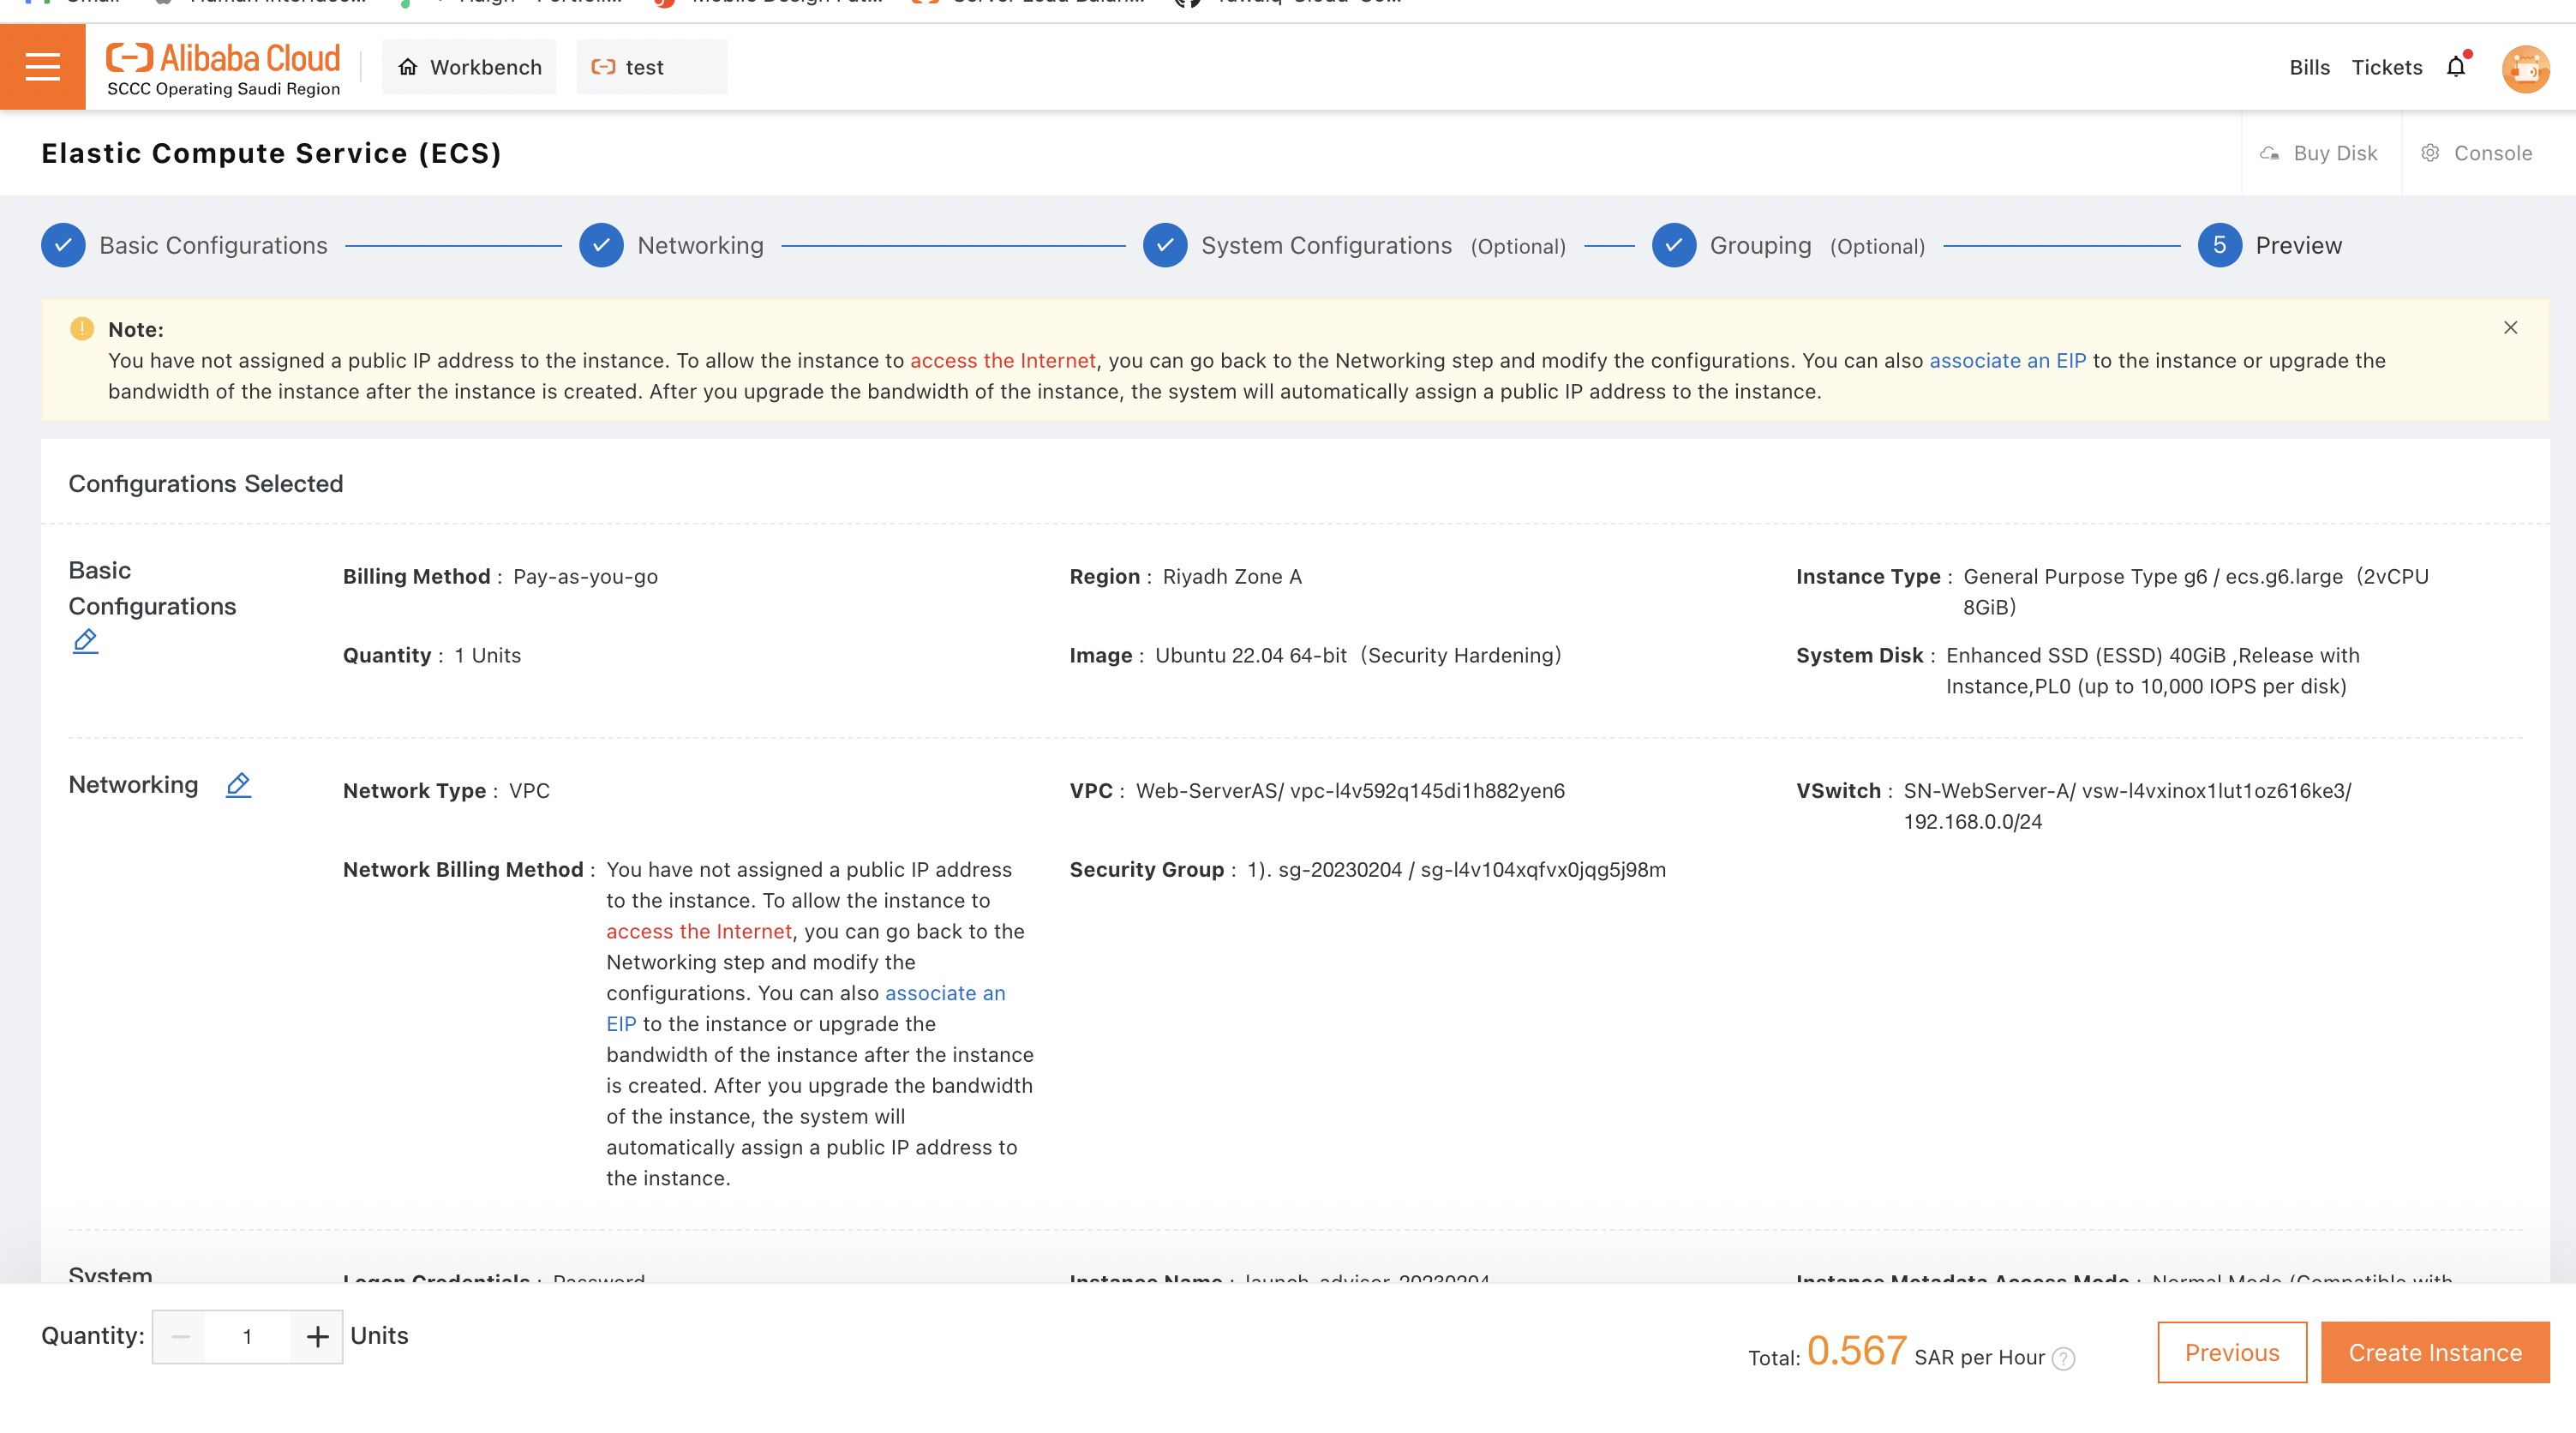 Alibaba Cloud
SCCC Operating Saudi Region
Workbench
test
Bills
Tickets
Elastic Compute Service (ECS)
Buy Disk
Console
Basic Configurations
Networking
System Configurations (Optional)
Grouping (Optional)
5 Preview
Note:
You have not assigned a public IP address to the instance. To allow the instance to access the Internet, you can go back to the Networking step and modify the configurations. You can also associate an EIP to the instance or upgrade the
bandwidth of the instance after the instance is created. After you upgrade the bandwidth of the instance, the system will automatically assign a public IP address to the instance.
Configurations Selected
Basic
Configurations
Billing Method : Pay-as-you-go
Region : Riyadh Zone A
Instance Type : General Purpose Type g6 / ecs.g6.large (2vCPU
8GiB)
Quantity : 1 Units
Image : Ubuntu 22.04 64-bit (Security Hardening)
System Disk : Enhanced SSD (ESSD) 40GiB ,Release with
Instance,PL0 (up to 10,000 IOPS per disk)
Networking
Network Type : VPC
VPC : Web-ServerAS/ vpc-l4v592q145di1h882yen6
VSwitch : SN-WebServer-A/ vsw-l4vxinox1lut1oz616ke3/
192.168.0.0/24
Network Billing Method : You have not assigned a public IP address
to the instance. To allow the instance to
access the Internet, you can go back to the
Networking step and modify the
configurations. You can also associate an
EIP to the instance or upgrade the
bandwidth of the instance after the instance
is created. After you upgrade the bandwidth
of the instance, the system will
automatically assign a public IP address to
the instance.
Security Group : 1). sg-20230204 / sg-l4v104xqfvx0jqg5j98m
System
Logon Credentials : Password
Instance Name : launch-advisor-20230204
Instance Metadata Access Mode : Normal Mode (Compatible with
Quantity: 1 Units
Total: 0.567 SAR per Hour
Previous
Create Instance